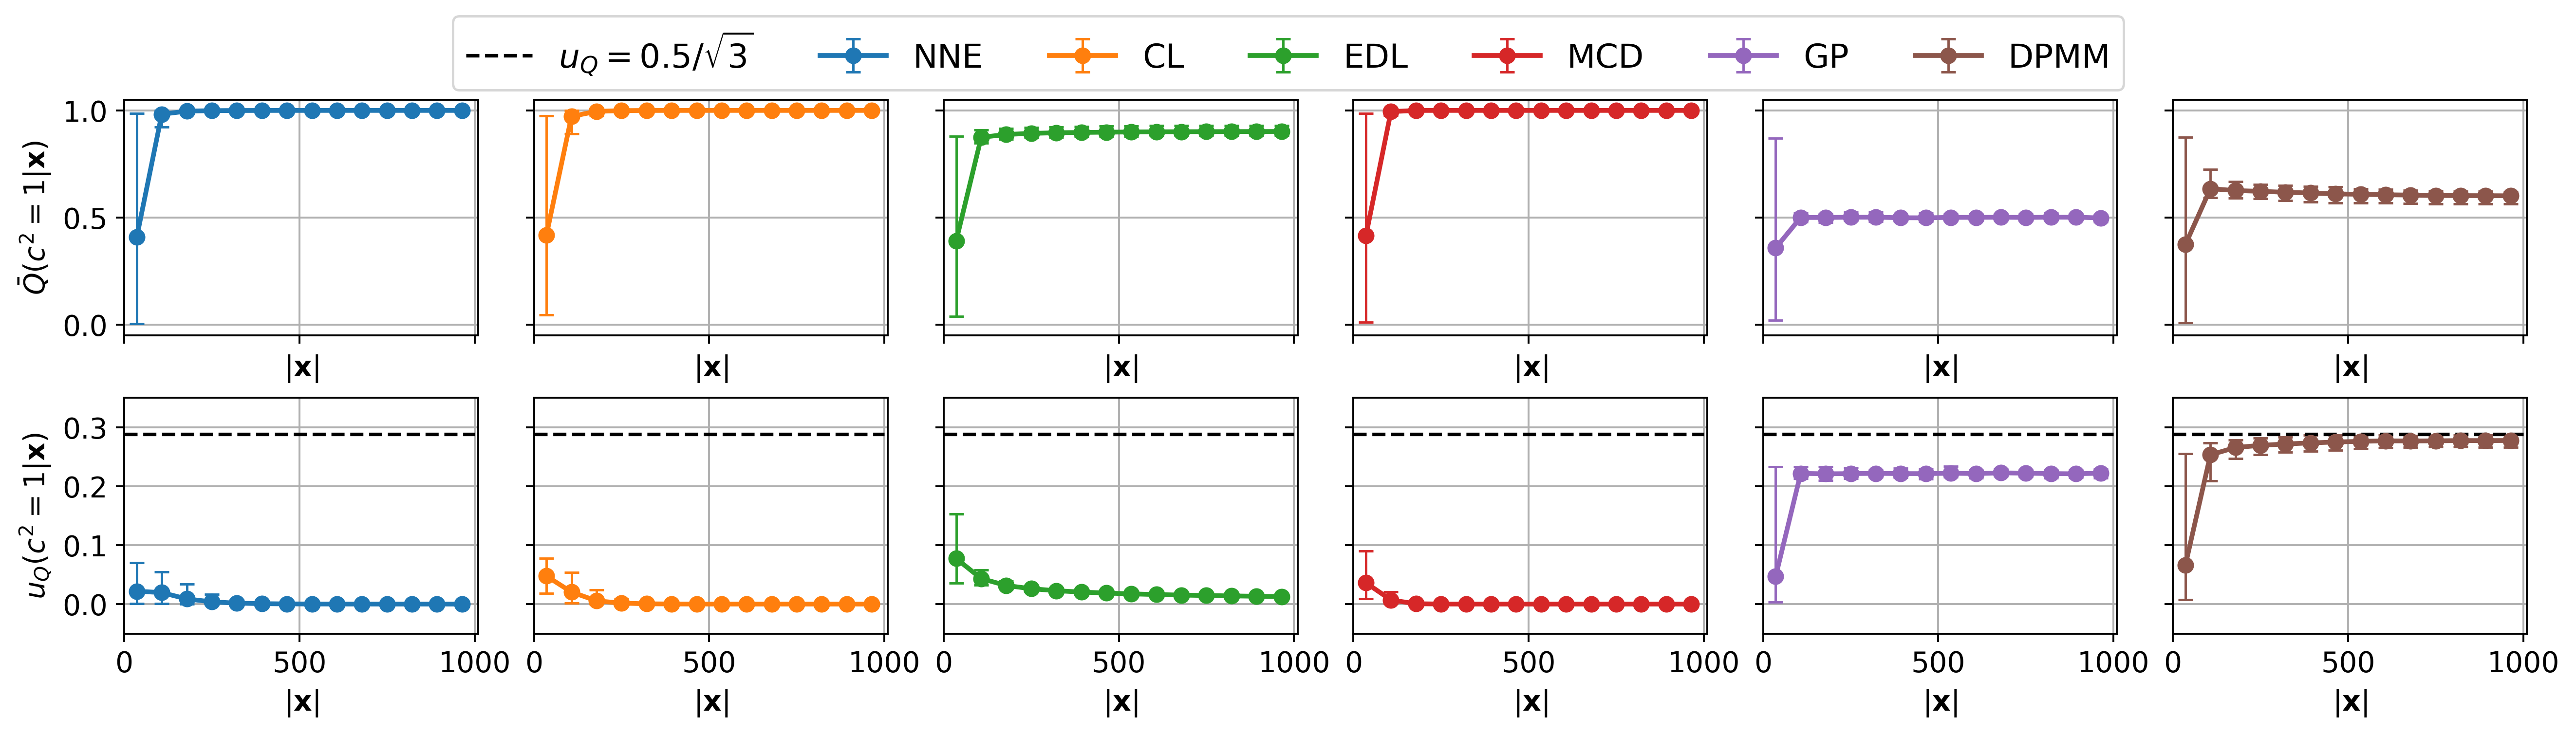 u_Q = 0.5/√3 NNE CL EDL MCD GP DPMM
Q̄(c² = 1|x)
1.0
0.5
0.0
|x| |x| |x| |x| |x| |x|
u_Q(c² = 1|x)
0.3
0.2
0.1
0.0
0 500 1000 0 500 1000 0 500 1000 0 500 1000 0 500 1000 0 500 1000
|x| |x| |x| |x| |x| |x|